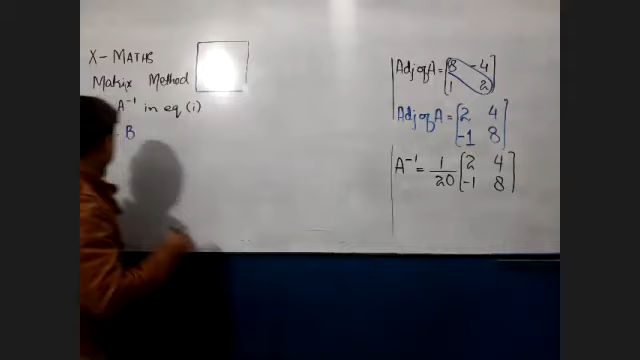 X - MATHS
Matrix Method
A⁻¹ in eq (i)
B
Adj of A = [8 -4
1 2]
Adj of A = [2 4
-1 8]
A⁻¹ = 1/20 [2 4
-1 8]